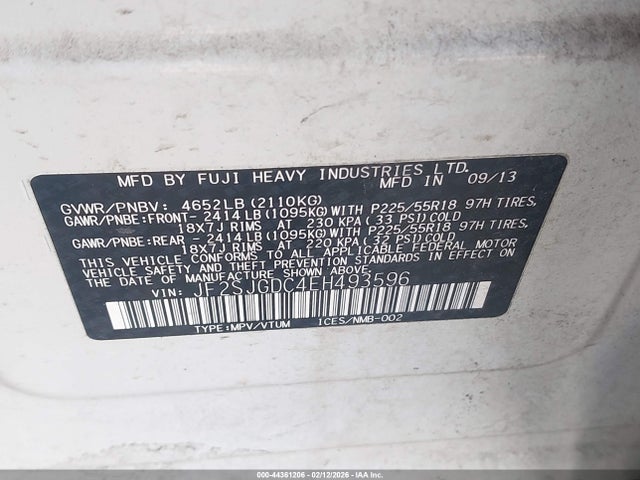 MFD BY FUJI HEAVY INDUSTRIES LTD.
MFD IN 09/13
GVWR/PNBV: 4652LB(2110KG)
GAWR/PNBE:FRONT- 2414LB(1095KG)WITH P225/55R18 97H TIRES,
18x7J RIMS AT 230 KPA(33 PSI)COLD
GAWR/PNBE:REAR -2414LB(1095KG)WITH P225/55R18 97H TIRES,
18x7J RIMS AT 220 KPA(32 PSI)COLD
THIS VEHICLE CONFORMS TO ALL APPLICABLE FEDERAL MOTOR
VEHICLE SAFETY AND THEFT PREVENTION STANDARDS IN EFFECT ON
THE DATE OF MANUFACTURE SHOWN ABOVE.
VIN: JF2SJGDC4EH493596
TYPE:MPV/VTUM ICES/NMB-002
000-44361206 - 02/12/2026 - IAA Inc.